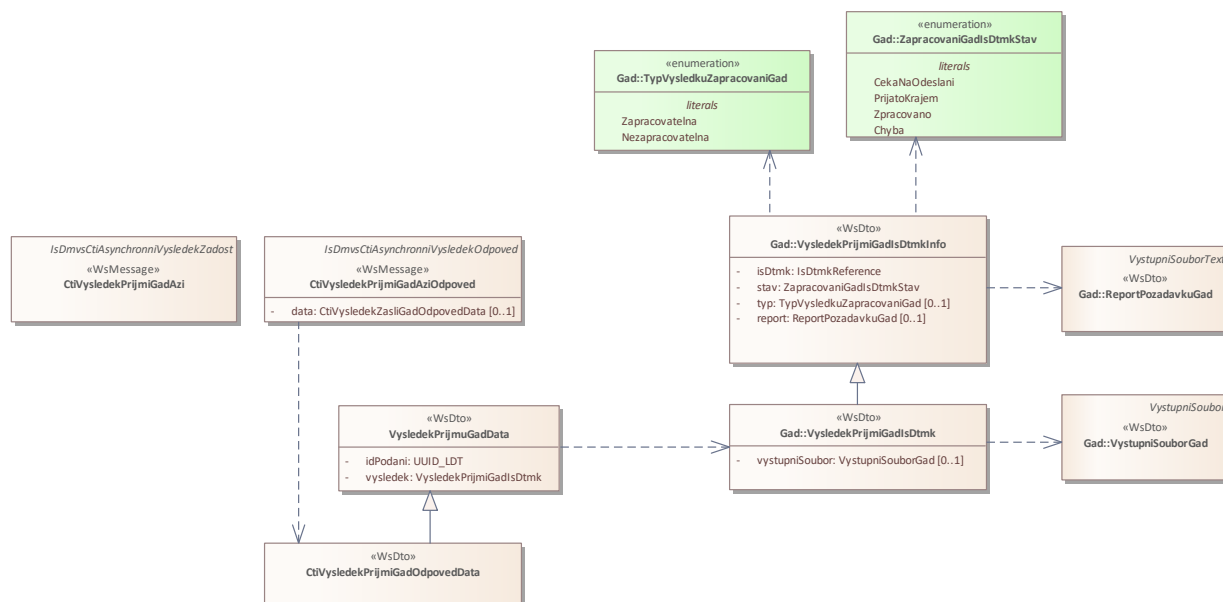 «enumeration»
Gad::ZapracovaniGadIsDtmkStav
literals
CekaNaOdeslani
PrijatoKrajem
Zpracovano
Chyba
«enumeration»
Gad::TypVysledkuZapracovaniGad
literals
Zapracovatelna
Nezapracovatelna
IsDmvsCtiAsynchronniVysledekZadost
«WsMessage»
CtiVysledekPrijmiGadAzi
IsDmvsCtiAsynchronniVysledekOdpoved
«WsMessage»
CtiVysledekPrijmiGadAziOdpoved
- data: CtiVysledekZasliGadOdpovedData [0..1]
«WsDto»
Gad::VysledekPrijmiGadIsDtmkInfo
- isDtmk: IsDtmkReference
- stav: ZapracovaniGadIsDtmkStav
- typ: TypVysledkuZapracovaniGad [0..1]
- report: ReportPozadavkuGad [0..1]
VystupniSouborText
«WsDto»
Gad::ReportPozadavkuGad
«WsDto»
VysledekPrijmuGadData
- idPodani: UUID_LDT
- vysledek: VysledekPrijmiGadIsDtmk
«WsDto»
Gad::VysledekPrijmiGadIsDtmk
- vystupniSoubor: VystupniSouborGad [0..1]
VystupniSoubor
«WsDto»
Gad::VystupniSouborGad
«WsDto»
CtiVysledekPrijmiGadOdpovedData